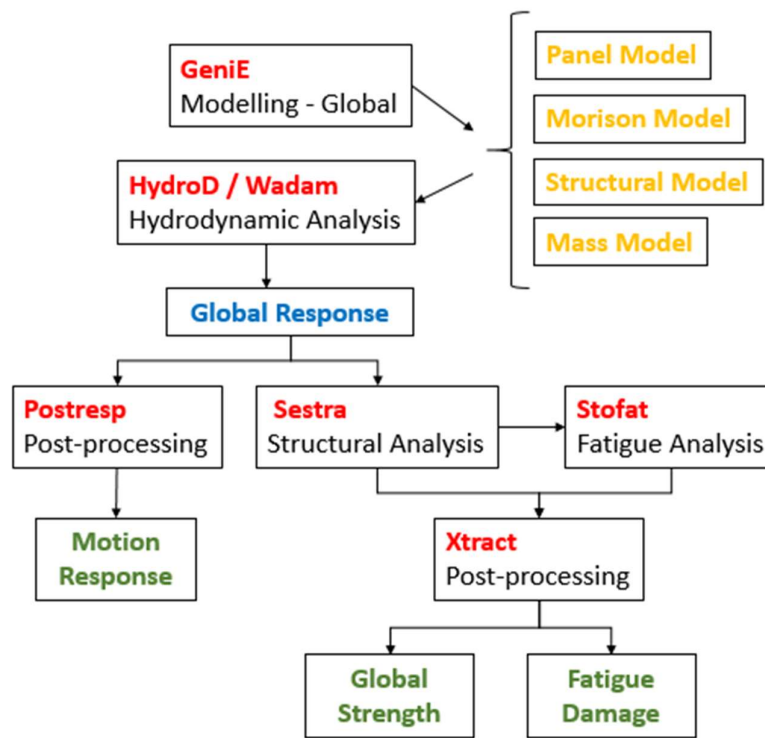 GeniE
Modelling - Global
Panel Model
Morison Model
HydroD / Wadam
Hydrodynamic Analysis
Structural Model
Mass Model
Global Response
Postresp
Post-processing
Sestra
Structural Analysis
Stofat
Fatigue Analysis
Motion
Response
Xtract
Post-processing
Global
Strength
Fatigue
Damage